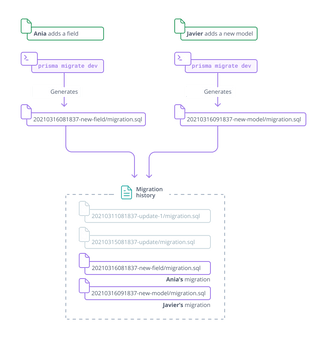 Ania adds a field
Javier adds a new model
prisma migrate dev
prisma migrate dev
Generates
Generates
20210316081837-new-field/migration.sql
20210316091837-new-model/migration.sql
Migration
history
20210311081837-update-1/migration.sql
20210315081837-update/migration.sql
20210316081837-new-field/migration.sql
Ania's migration
20210316091837-new-model/migration.sql
Javier's migration